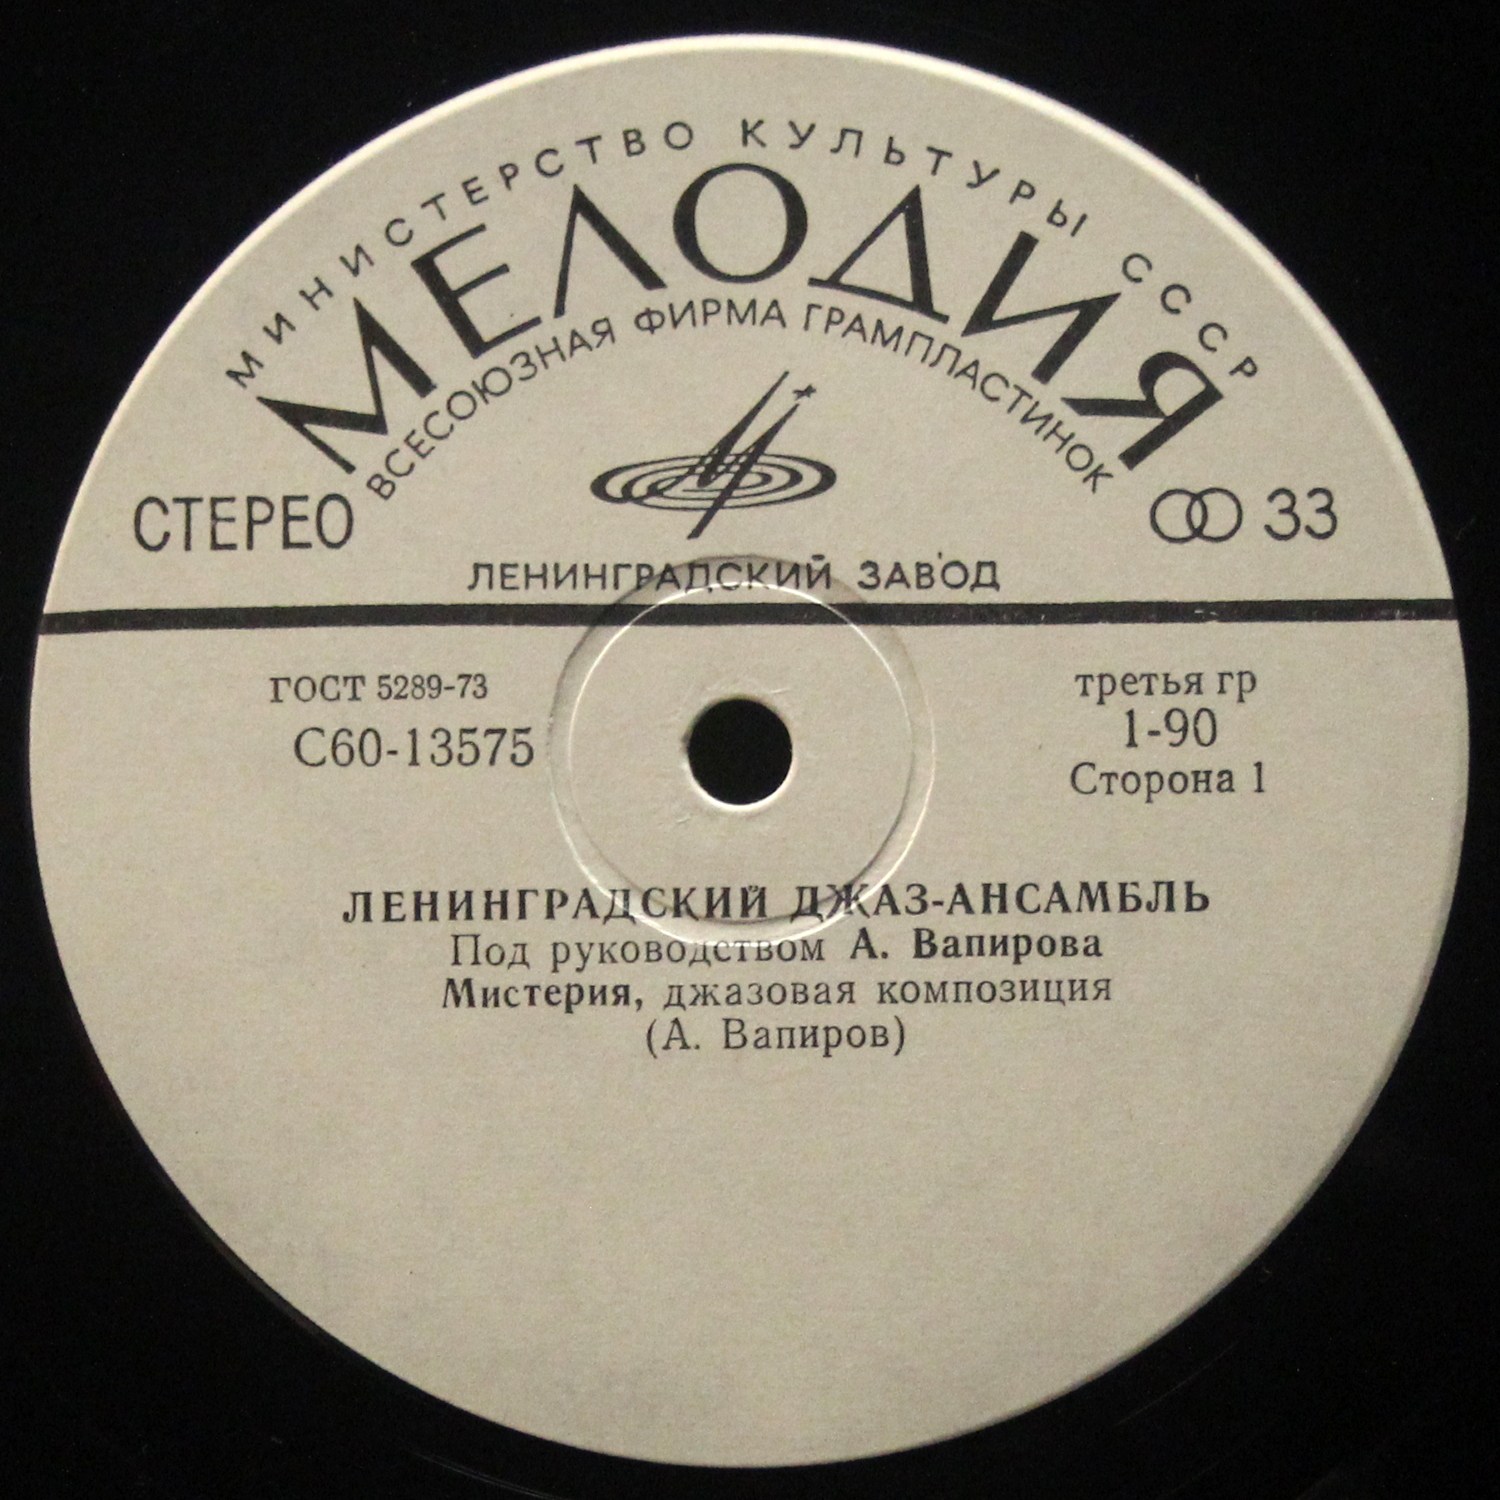 МИНИСТЕРСТВО КУЛЬТУРЫ СССР
МЕЛОДИЯ
ВСЕСОЮЗНАЯ ФИРМА ГРАМПЛАСТИНОК
СТЕРЕО
33
ЛЕНИНГРАДСКИЙ ЗАВОД
ГОСТ 5289-73
С60-13575
третья гр
1-90
Сторона 1
ЛЕНИНГРАДСКИЙ ДЖАЗ-АНСАМБЛЬ
Под руководством А. Вапирова
Мистерия, джазовая композиция
(А. Вапиров)